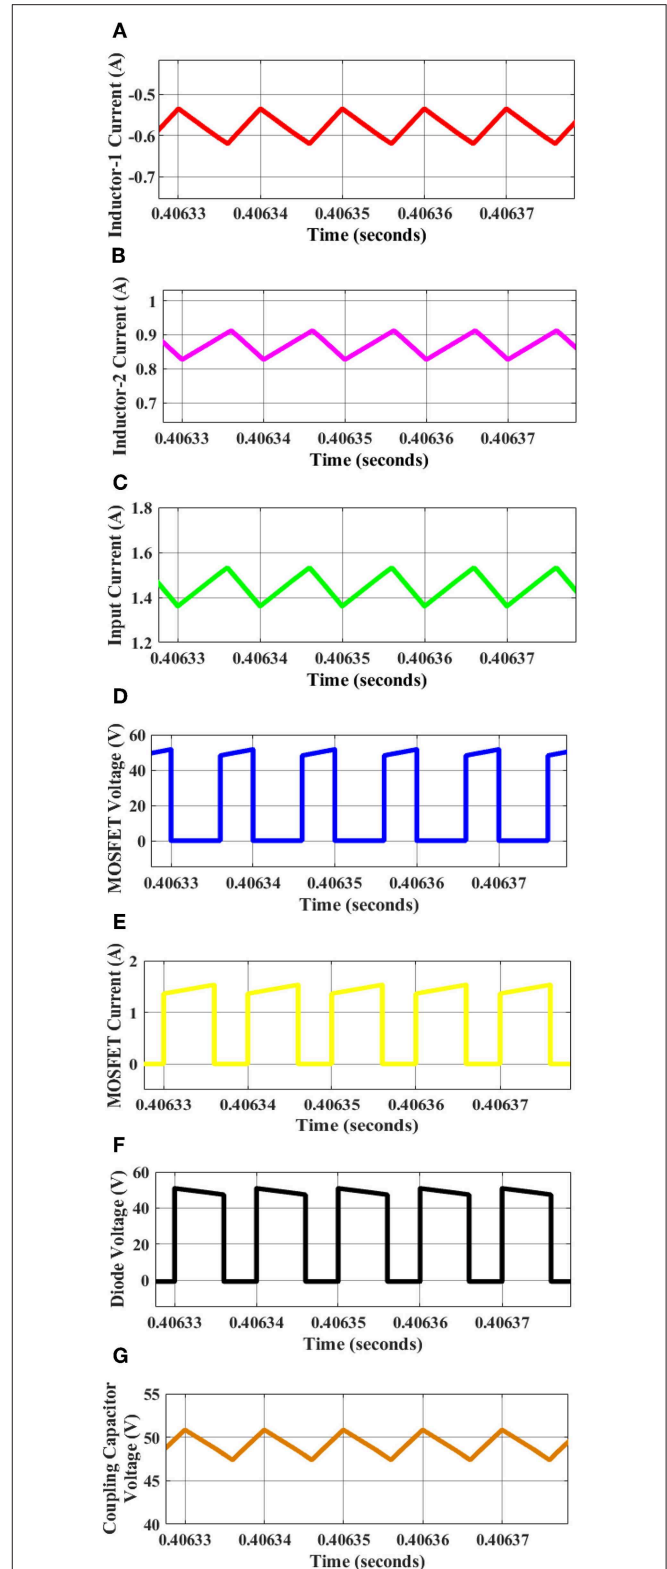 A
Inductor-1 Current (A)
-0.5
-0.6
-0.7
0.40633 0.40634 0.40635 0.40636 0.40637
Time (seconds)
B
Inductor-2 Current (A)
1
0.9
0.8
0.7
0.40633 0.40634 0.40635 0.40636 0.40637
Time (seconds)
C
Input Current (A)
1.8
1.6
1.4
1.2
0.40633 0.40634 0.40635 0.40636 0.40637
Time (seconds)
D
MOSFET Voltage (V)
60
40
20
0
0.40633 0.40634 0.40635 0.40636 0.40637
Time (seconds)
E
MOSFET Current (A)
2
1
0
0.40633 0.40634 0.40635 0.40636 0.40637
Time (seconds)
F
Diode Voltage (V)
60
40
20
0
0.40633 0.40634 0.40635 0.40636 0.40637
Time (seconds)
G
Coupling Capacitor
Voltage (V)
55
50
45
40
0.40633 0.40634 0.40635 0.40636 0.40637
Time (seconds)